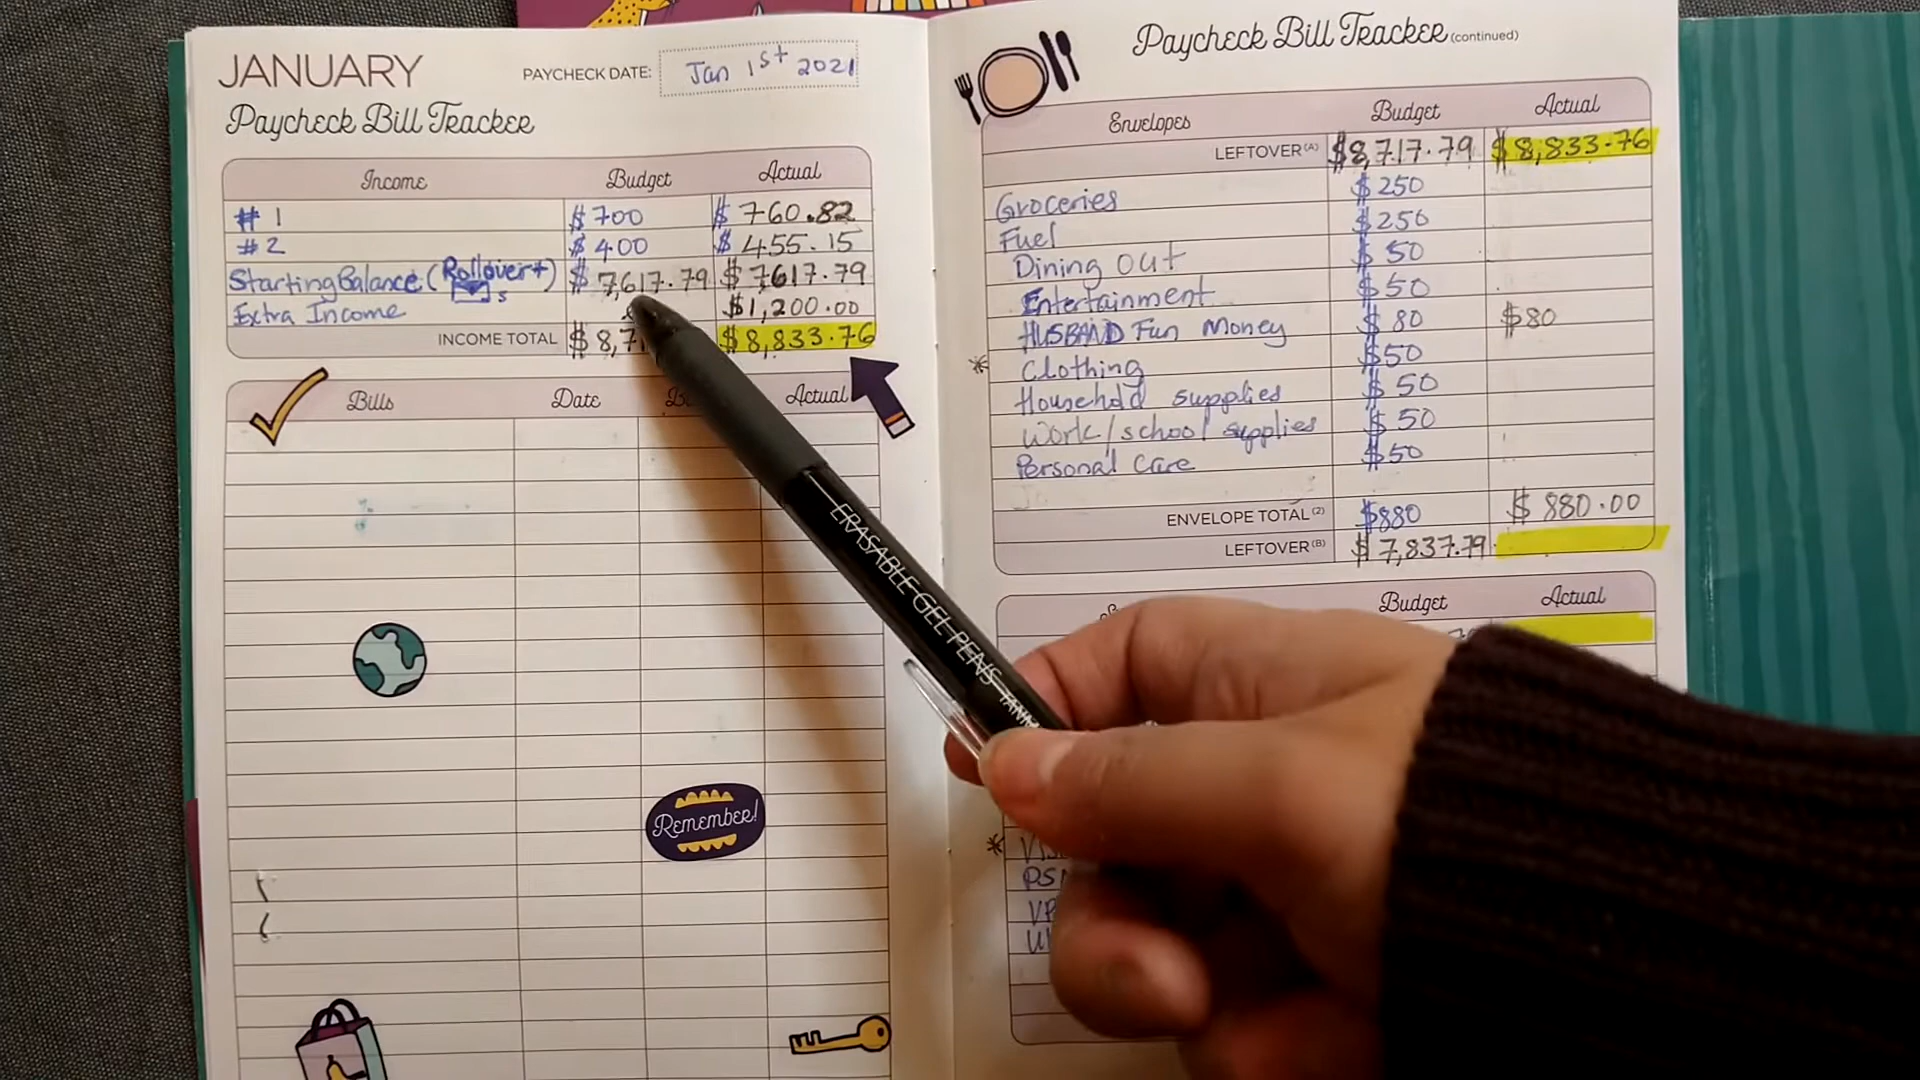 JANUARY
PAYCHECK DATE: Jan 1st 2021
Paycheck Bill Tracker
Income Budget Actual
#1 $700 $760.82
#2 $400 $455.15
Starting Balance (Rollover+ s) $7,617.79 $7617.79
Extra Income $1,200.00
INCOME TOTAL $8,7 $8,833.76
Bills Date Actual
Remember!
Paycheck Bill Tracker (continued)
Envelopes Budget Actual
LEFTOVER (A) $8,717.79 $8,833.76
Groceries $250
Fuel $250
Dining out $50
Entertainment $50
HUSBAND Fun Money $80 $80
* Clothing $50
Household supplies $50
Work/school supplies $50
Personal Care $50
ENVELOPE TOTAL (2) $880 $880.00
LEFTOVER (B) $7,837.79
Budget Actual
*
ERASABLE GEL PENS